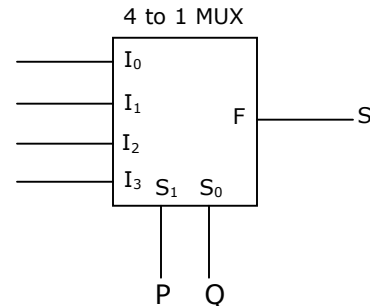 4 to 1 MUX
I₀
I₁
F
S
I₂
I₃
S₁ S₀
P Q